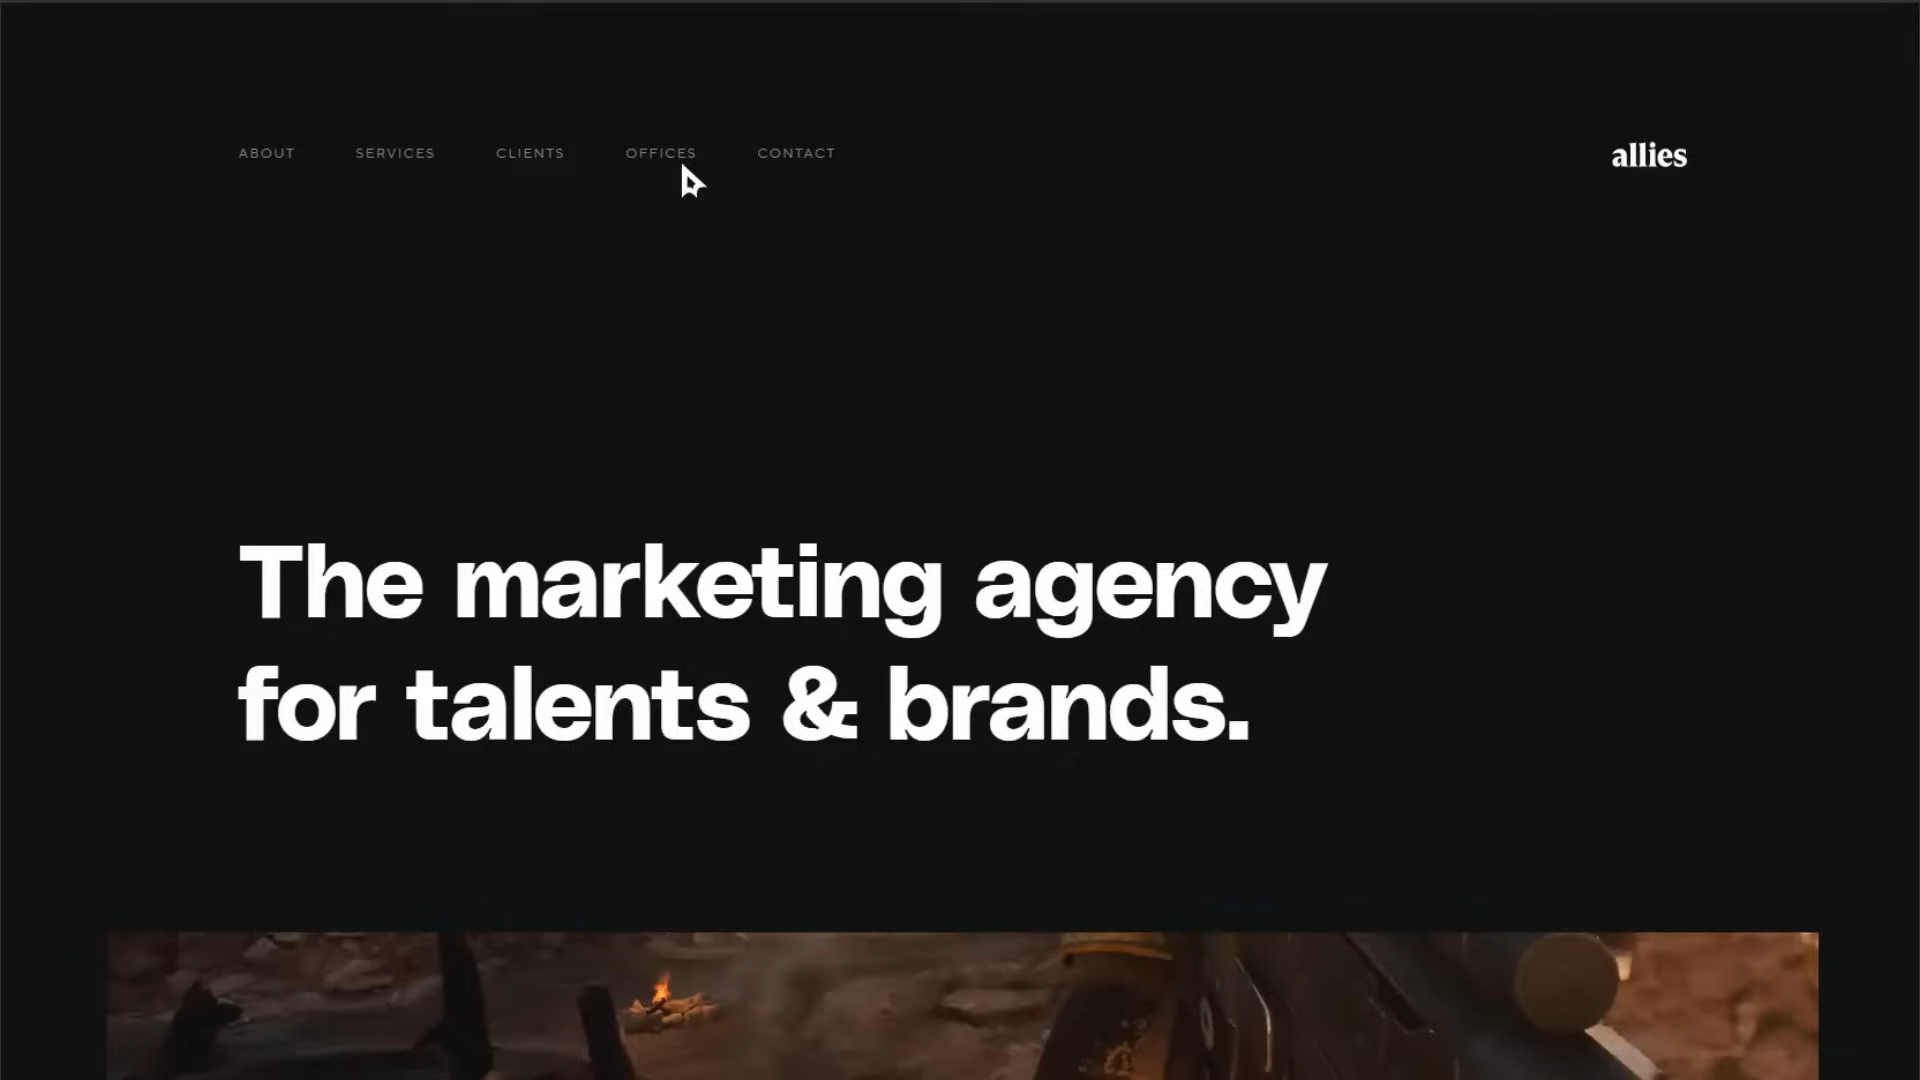 ABOUT SERVICES CLIENTS OFFICES CONTACT allies
The marketing agency
for talents & brands.